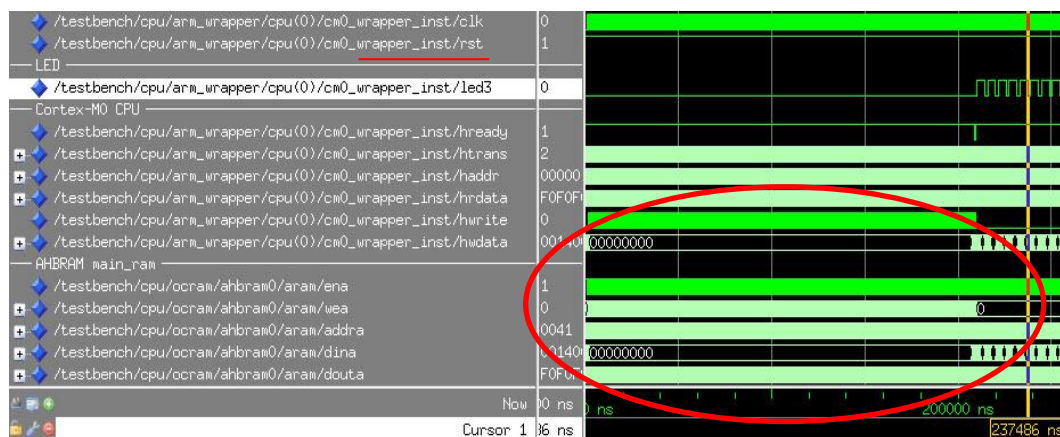 /testbench/cpu/arm_wrapper/cpu(0)/cm0_wrapper_inst/clk 0
/testbench/cpu/arm_wrapper/cpu(0)/cm0_wrapper_inst/rst 1
LED
/testbench/cpu/arm_wrapper/cpu(0)/cm0_wrapper_inst/led3 0
Cortex-M0 CPU
/testbench/cpu/arm_wrapper/cpu(0)/cm0_wrapper_inst/hready 1
/testbench/cpu/arm_wrapper/cpu(0)/cm0_wrapper_inst/htrans 2
/testbench/cpu/arm_wrapper/cpu(0)/cm0_wrapper_inst/haddr 00000
/testbench/cpu/arm_wrapper/cpu(0)/cm0_wrapper_inst/hrdata F0F0F
/testbench/cpu/arm_wrapper/cpu(0)/cm0_wrapper_inst/hwrite 0
/testbench/cpu/arm_wrapper/cpu(0)/cm0_wrapper_inst/hwdata 00140 00000000
AHBRAM main_ram
/testbench/cpu/ocram/ahbram0/aram/ena 1
/testbench/cpu/ocram/ahbram0/aram/wea 0 0
/testbench/cpu/ocram/ahbram0/aram/addra 0041
/testbench/cpu/ocram/ahbram0/aram/dina 00140 00000000
/testbench/cpu/ocram/ahbram0/aram/douta F0F0F
Now 00 ns ns 200000 ns
Cursor 1 86 ns 237486 ns